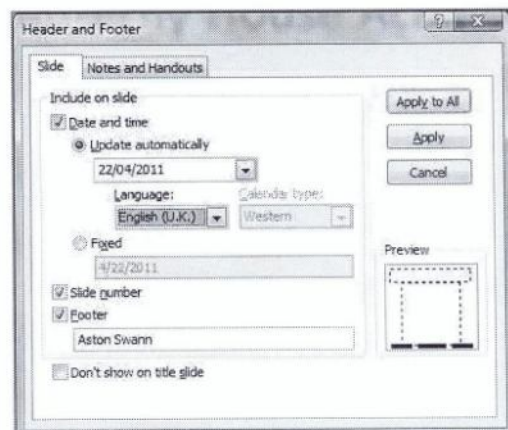 Header and Footer
Slide Notes and Handouts
Include on slide
Date and time
Update automatically
22/04/2011
Language: Calendar type:
English (U.K.) Western
Fixed
4/22/2011
Slide number
Footer
Aston Swann
Don't show on title slide
Apply to All
Apply
Cancel
Preview